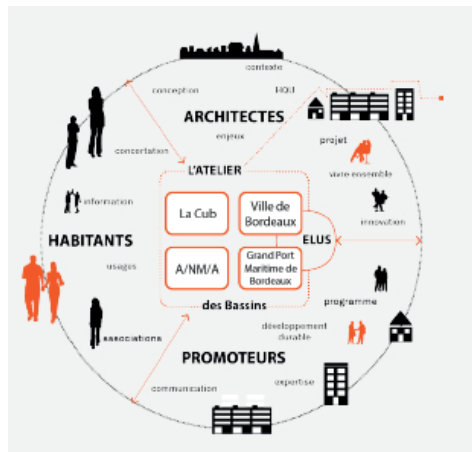 contexte
conception
HQU
ARCHITECTES
enjeux
projet
concertation
vivre ensemble
L'ATELIER
information
innovation
La Cub
Ville de
Bordeaux
HABITANTS
ELUS
usages
A/NM/A
Grand Port
Maritime de
Bordeaux
programme
des Bassins
associations
développement
durable
PROMOTEURS
communication
expertise